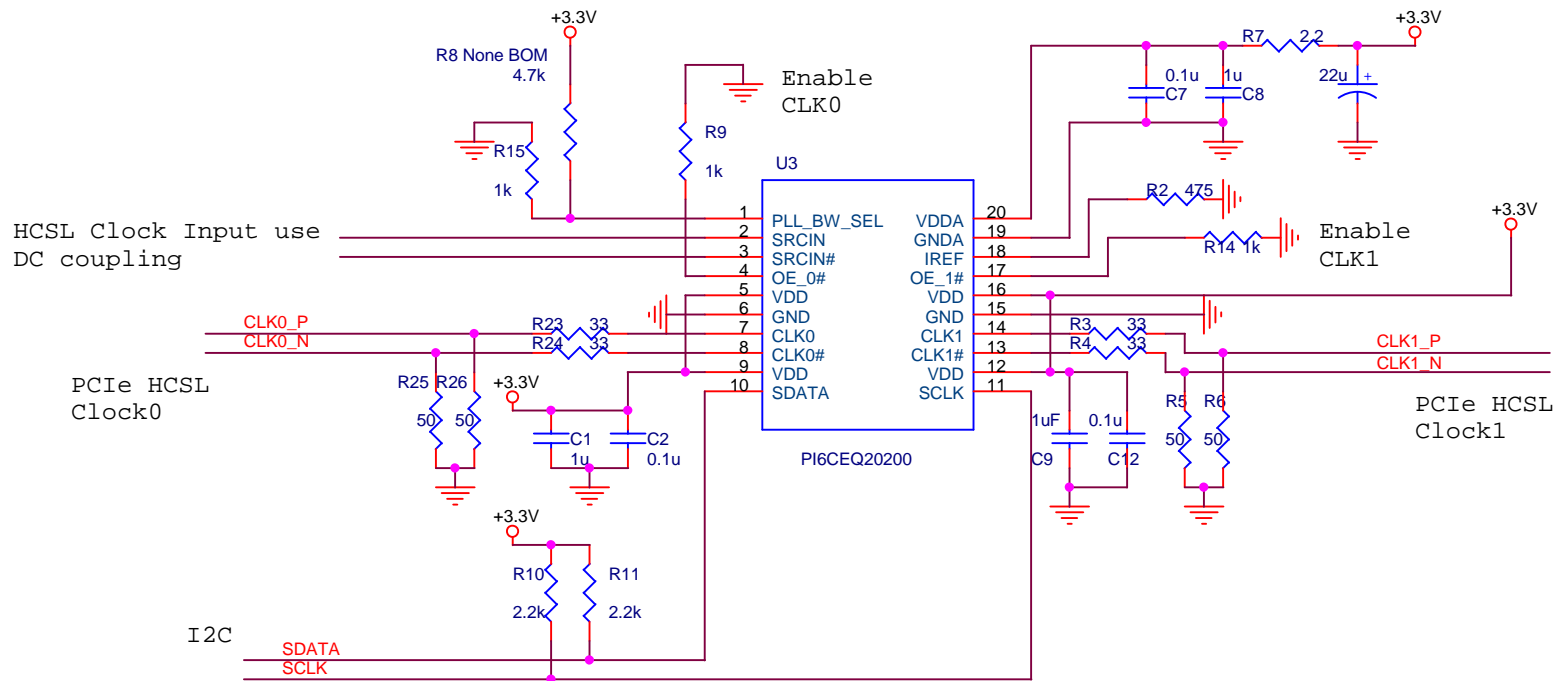 +3.3V
+3.3V
R8 None BOM
4.7k
Enable
CLK0
R7 2.2
0.1u
C7
1u
C8
22u +
R15
1k
R9
1k
U3
HCSL Clock Input use
DC coupling
1 PLL_BW_SEL
2 SRCIN
3 SRCIN#
4 OE_0#
5 VDD
6 GND
7 CLK0
8 CLK0#
9 VDD
10 SDATA
VDDA 20
GNDA 19
IREF 18
OE_1# 17
VDD 16
GND 15
CLK1 14
CLK1# 13
VDD 12
SCLK 11
PI6CEQ20200
R2 475
R14 1k
Enable
CLK1
+3.3V
CLK0_P
CLK0_N
R23 33
R24 33
R3 33
R4 33
CLK1_P
CLK1_N
PCIe HCSL
Clock0
R25 R26
50 50
+3.3V
C1
1u
C2
0.1u
1uF
C9
0.1u
C12
R5 R6
50 50
PCIe HCSL
Clock1
+3.3V
R10 R11
2.2k 2.2k
I2C
SDATA
SCLK